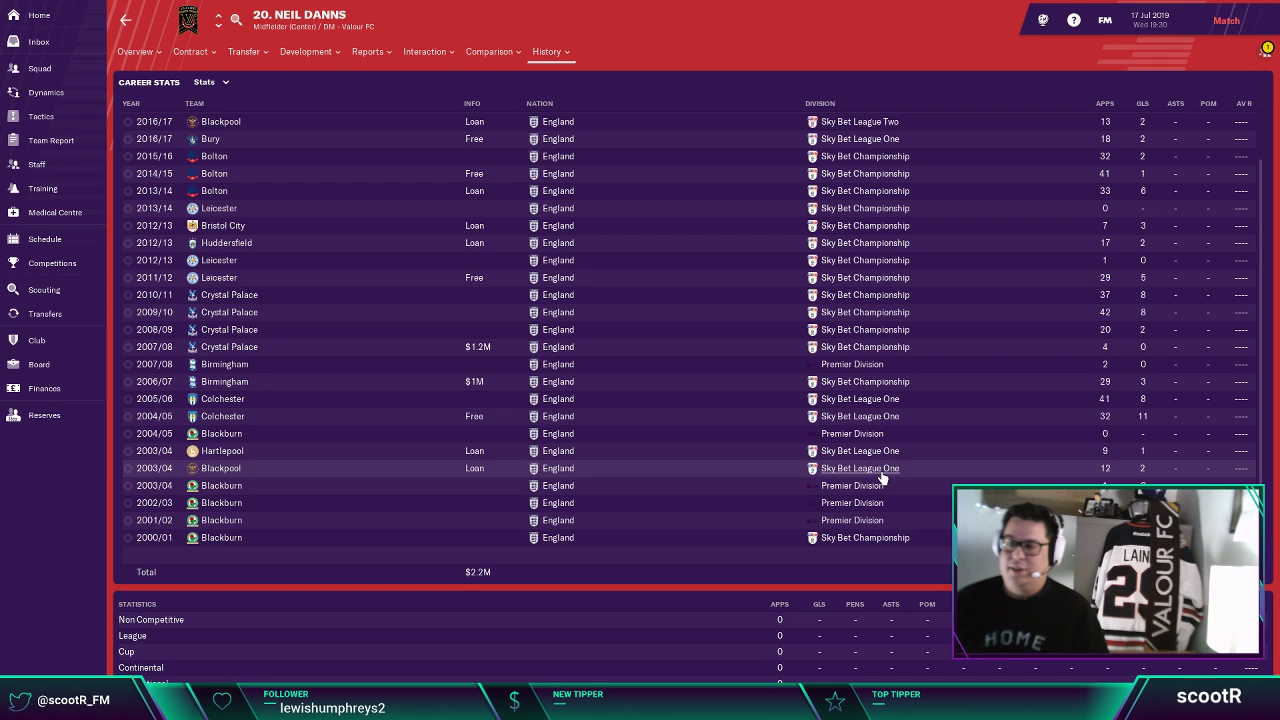 Home
Inbox
Squad
Dynamics
Tactics
Team Report
Staff
Training
Medical Centre
Schedule
Competitions
Scouting
Transfers
Club
Board
Finances
Reserves
20. NEIL DANNS
Midfielder (Center) / DM - Valour FC
17 Jul 2019
Wed 19:30
FM
Match
1
Overview Contract Transfer Development Reports Interaction Comparison History
CAREER STATS Stats
YEAR TEAM INFO NATION DIVISION APPS GLS ASTS POM AV R
2016/17 Blackpool Loan England Sky Bet League Two 13 2 - - ----
2016/17 Bury Free England Sky Bet League One 18 2 - - ----
2015/16 Bolton England Sky Bet Championship 32 2 - - ----
2014/15 Bolton Free England Sky Bet Championship 41 1 - - ----
2013/14 Bolton Loan England Sky Bet Championship 33 6 - - ----
2013/14 Leicester England Sky Bet Championship 0 - - - ----
2012/13 Bristol City Loan England Sky Bet Championship 7 3 - - ----
2012/13 Huddersfield Loan England Sky Bet Championship 17 2 - - ----
2012/13 Leicester England Sky Bet Championship 1 0 - - ----
2011/12 Leicester Free England Sky Bet Championship 29 5 - - ----
2010/11 Crystal Palace England Sky Bet Championship 37 8 - - ----
2009/10 Crystal Palace England Sky Bet Championship 42 8 - - ----
2008/09 Crystal Palace England Sky Bet Championship 20 2 - - ----
2007/08 Crystal Palace $1.2M England Sky Bet Championship 4 0 - - ----
2007/08 Birmingham England Premier Division 2 0 - - ----
2006/07 Birmingham $1M England Sky Bet Championship 29 3 - - ----
2005/06 Colchester England Sky Bet League One 41 8 - - ----
2004/05 Colchester Free England Sky Bet League One 32 11 - - ----
2004/05 Blackburn England Premier Division 0 - - - ----
2003/04 Hartlepool Loan England Sky Bet League One 9 1 - - ----
2003/04 Blackpool Loan England Sky Bet League One 12 2 - - ----
2003/04 Blackburn England Premier Division
2002/03 Blackburn England Premier Division
2001/02 Blackburn England Premier Division
2000/01 Blackburn England Sky Bet Championship
Total $2.2M
STATISTICS APPS GLS PENS ASTS POM
Non Competitive 0 - - - -
League 0 - - - -
Cup 0 - - - -
Continental 0 - - - - - - - - - - ----
LAIN
2
VALOUR FC
HOME
@scootR_FM
FOLLOWER
lewishumphreys2
NEW TIPPER
TOP TIPPER
scootR